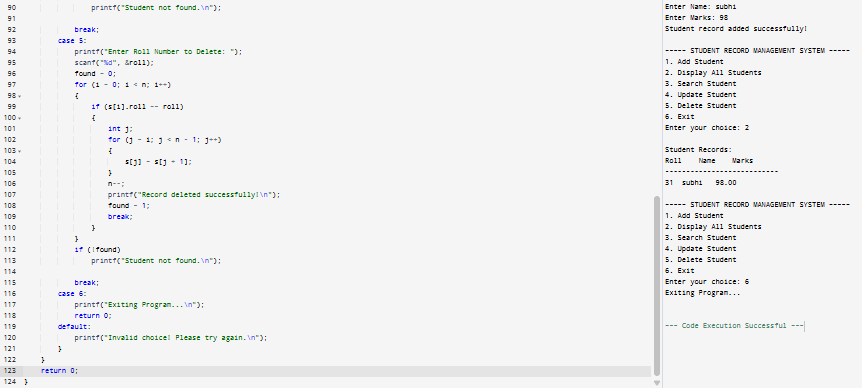 90 printf("Student not found.\n");
91
92 break;
93 case 5:
94 printf("Enter Roll Number to Delete: ");
95 scanf("%d", &roll);
96 found = 0;
97 for (i = 0; i < n; i++)
98 {
99 if (s[i].roll == roll)
100 {
101 int j;
102 for (j = i; j < n - 1; j++)
103 {
104 s[j] = s[j + 1];
105 }
106 n--;
107 printf("Record deleted successfully!\n");
108 found = 1;
109 break;
110 }
111 }
112 if (!found)
113 printf("Student not found.\n");
114
115 break;
116 case 6:
117 printf("Exiting Program...\n");
118 return 0;
119 default:
120 printf("Invalid choice! Please try again.\n");
121 }
122 }
123 return 0;
124 }
Enter Name: subhi
Enter Marks: 98
Student record added successfully!
----- STUDENT RECORD MANAGEMENT SYSTEM -----
1. Add Student
2. Display All Students
3. Search Student
4. Update Student
5. Delete Student
6. Exit
Enter your choice: 2
Student Records:
Roll Name Marks
---------------------------
31 subhi 98.00
----- STUDENT RECORD MANAGEMENT SYSTEM -----
1. Add Student
2. Display All Students
3. Search Student
4. Update Student
5. Delete Student
6. Exit
Enter your choice: 6
Exiting Program...
--- Code Execution Successful ---